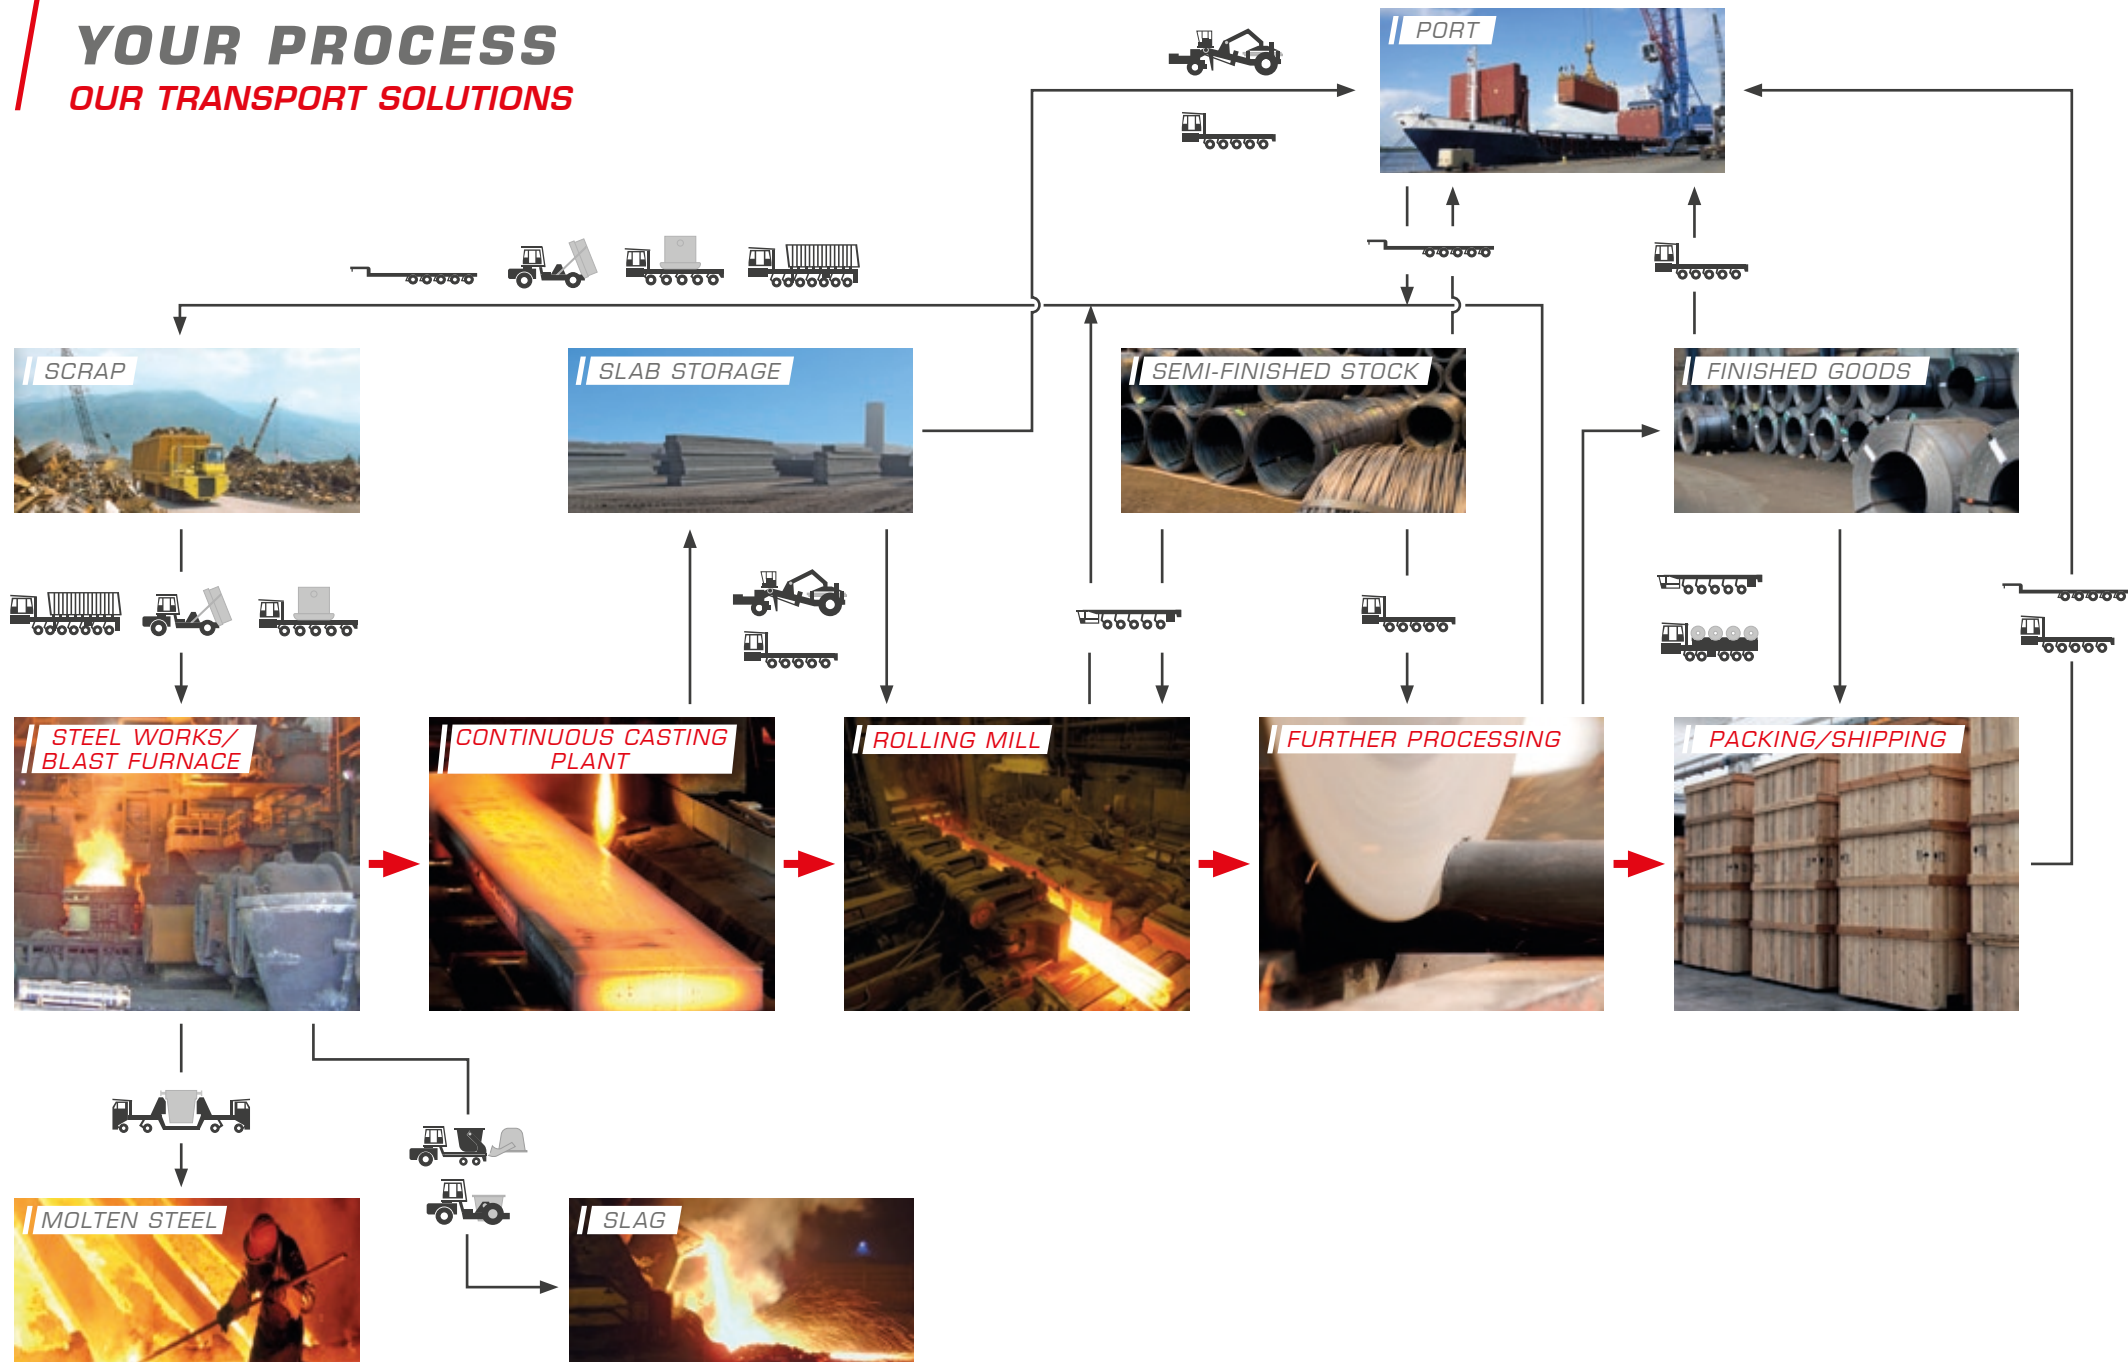 YOUR PROCESS
OUR TRANSPORT SOLUTIONS
PORT
SCRAP
SLAB STORAGE
SEMI-FINISHED STOCK
FINISHED GOODS
STEEL WORKS/
BLAST FURNACE
CONTINUOUS CASTING
PLANT
ROLLING MILL
FURTHER PROCESSING
PACKING/SHIPPING
MOLTEN STEEL
SLAG